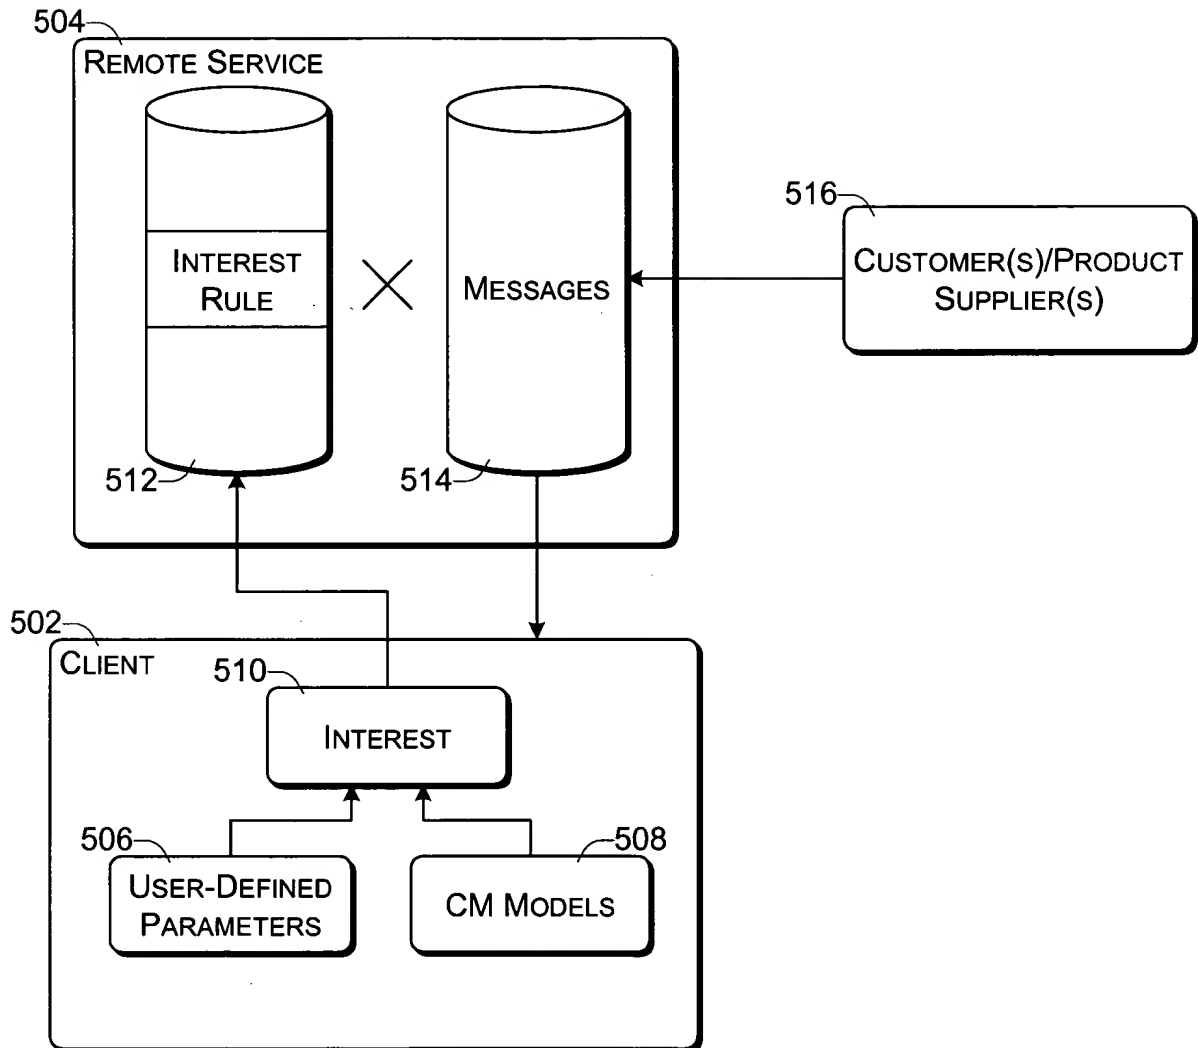 504
REMOTE SERVICE
516
INTEREST
RULE
MESSAGES
CUSTOMER(S)/PRODUCT
SUPPLIER(S)
512
514
502
CLIENT
510
INTEREST
506
508
USER-DEFINED
PARAMETERS
CM MODELS